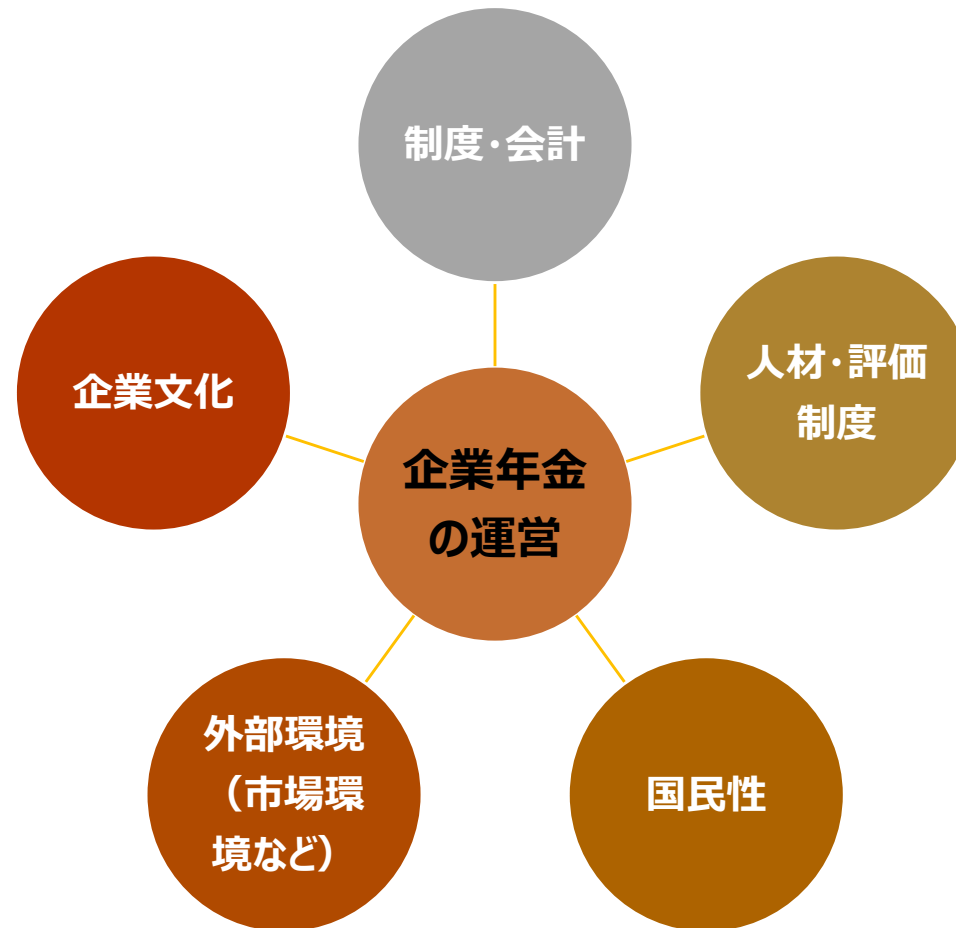 制度・会計
人材・評価
制度
企業文化
企業年金
の運営
外部環境
（市場環
境など）
国民性